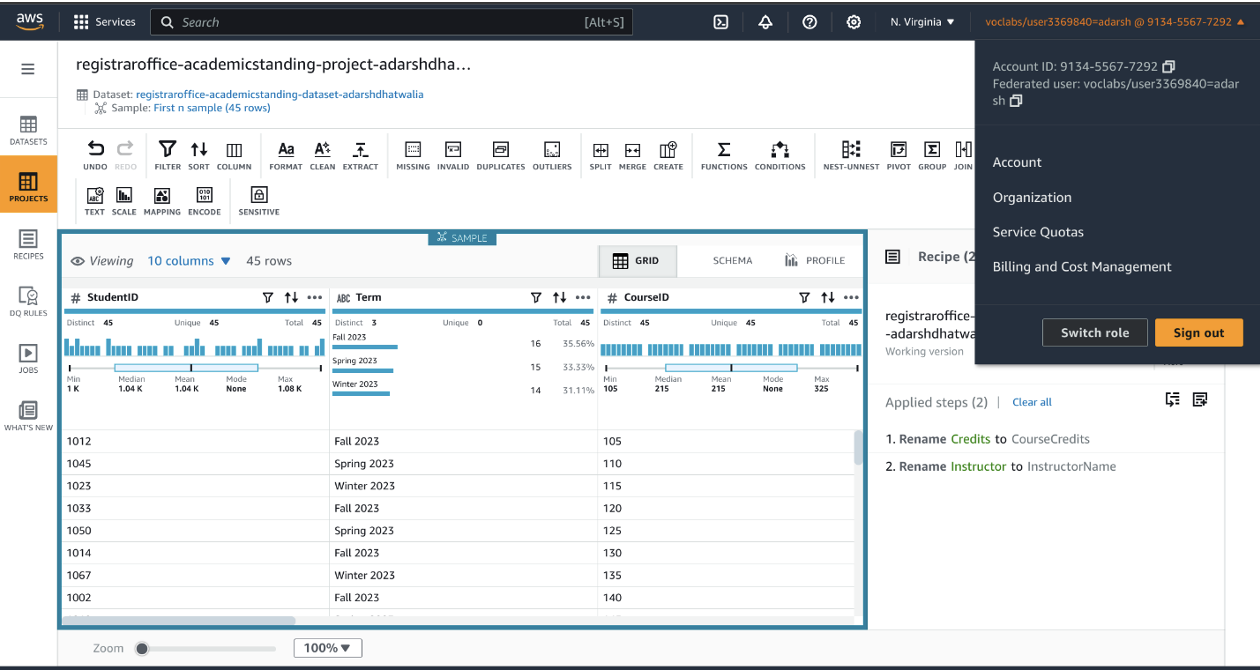 aws
Services
Search
[Alt+S]
N. Virginia ▼
voclabs/user3369840=adarsh @ 9134-5567-7292 ▲
registraroffice-academicstanding-project-adarshdha...
Dataset: registraroffice-academicstanding-dataset-adarshdhatwalia
Sample: First n sample (45 rows)
Account ID: 9134-5567-7292
Federated user: voclabs/user3369840=adar
sh
Account
Organization
Service Quotas
Billing and Cost Management
Switch role
Sign out
DATASETS
PROJECTS
RECIPES
DQ RULES
JOBS
WHAT'S NEW
UNDO REDO FILTER SORT COLUMN FORMAT CLEAN EXTRACT MISSING INVALID DUPLICATES OUTLIERS SPLIT MERGE CREATE FUNCTIONS CONDITIONS NEST-UNNEST PIVOT GROUP JOIN
TEXT SCALE MAPPING ENCODE SENSITIVE
SAMPLE
Viewing 10 columns ▼ 45 rows
GRID SCHEMA PROFILE
# StudentID
ABC Term
# CourseID
Distinct 45 Unique 45 Total 45
Distinct 3 Unique 0 Total 45
Distinct 45 Unique 45 Total 45
Fall 2023 16 35.56%
Spring 2023 15 33.33%
Winter 2023 14 31.11%
Min Median Mean Mode Max
1 K 1.04 K 1.04 K None 1.08 K
Min Median Mean Mode Max
105 215 215 None 325
1012 Fall 2023 105
1045 Spring 2023 110
1023 Winter 2023 115
1033 Fall 2023 120
1050 Spring 2023 125
1014 Fall 2023 130
1067 Winter 2023 135
1002 Fall 2023 140
Zoom
100% ▼
Recipe (2
registraroffice-
-adarshdhatwa
Working version
Applied steps (2) | Clear all
1. Rename Credits to CourseCredits
2. Rename Instructor to InstructorName